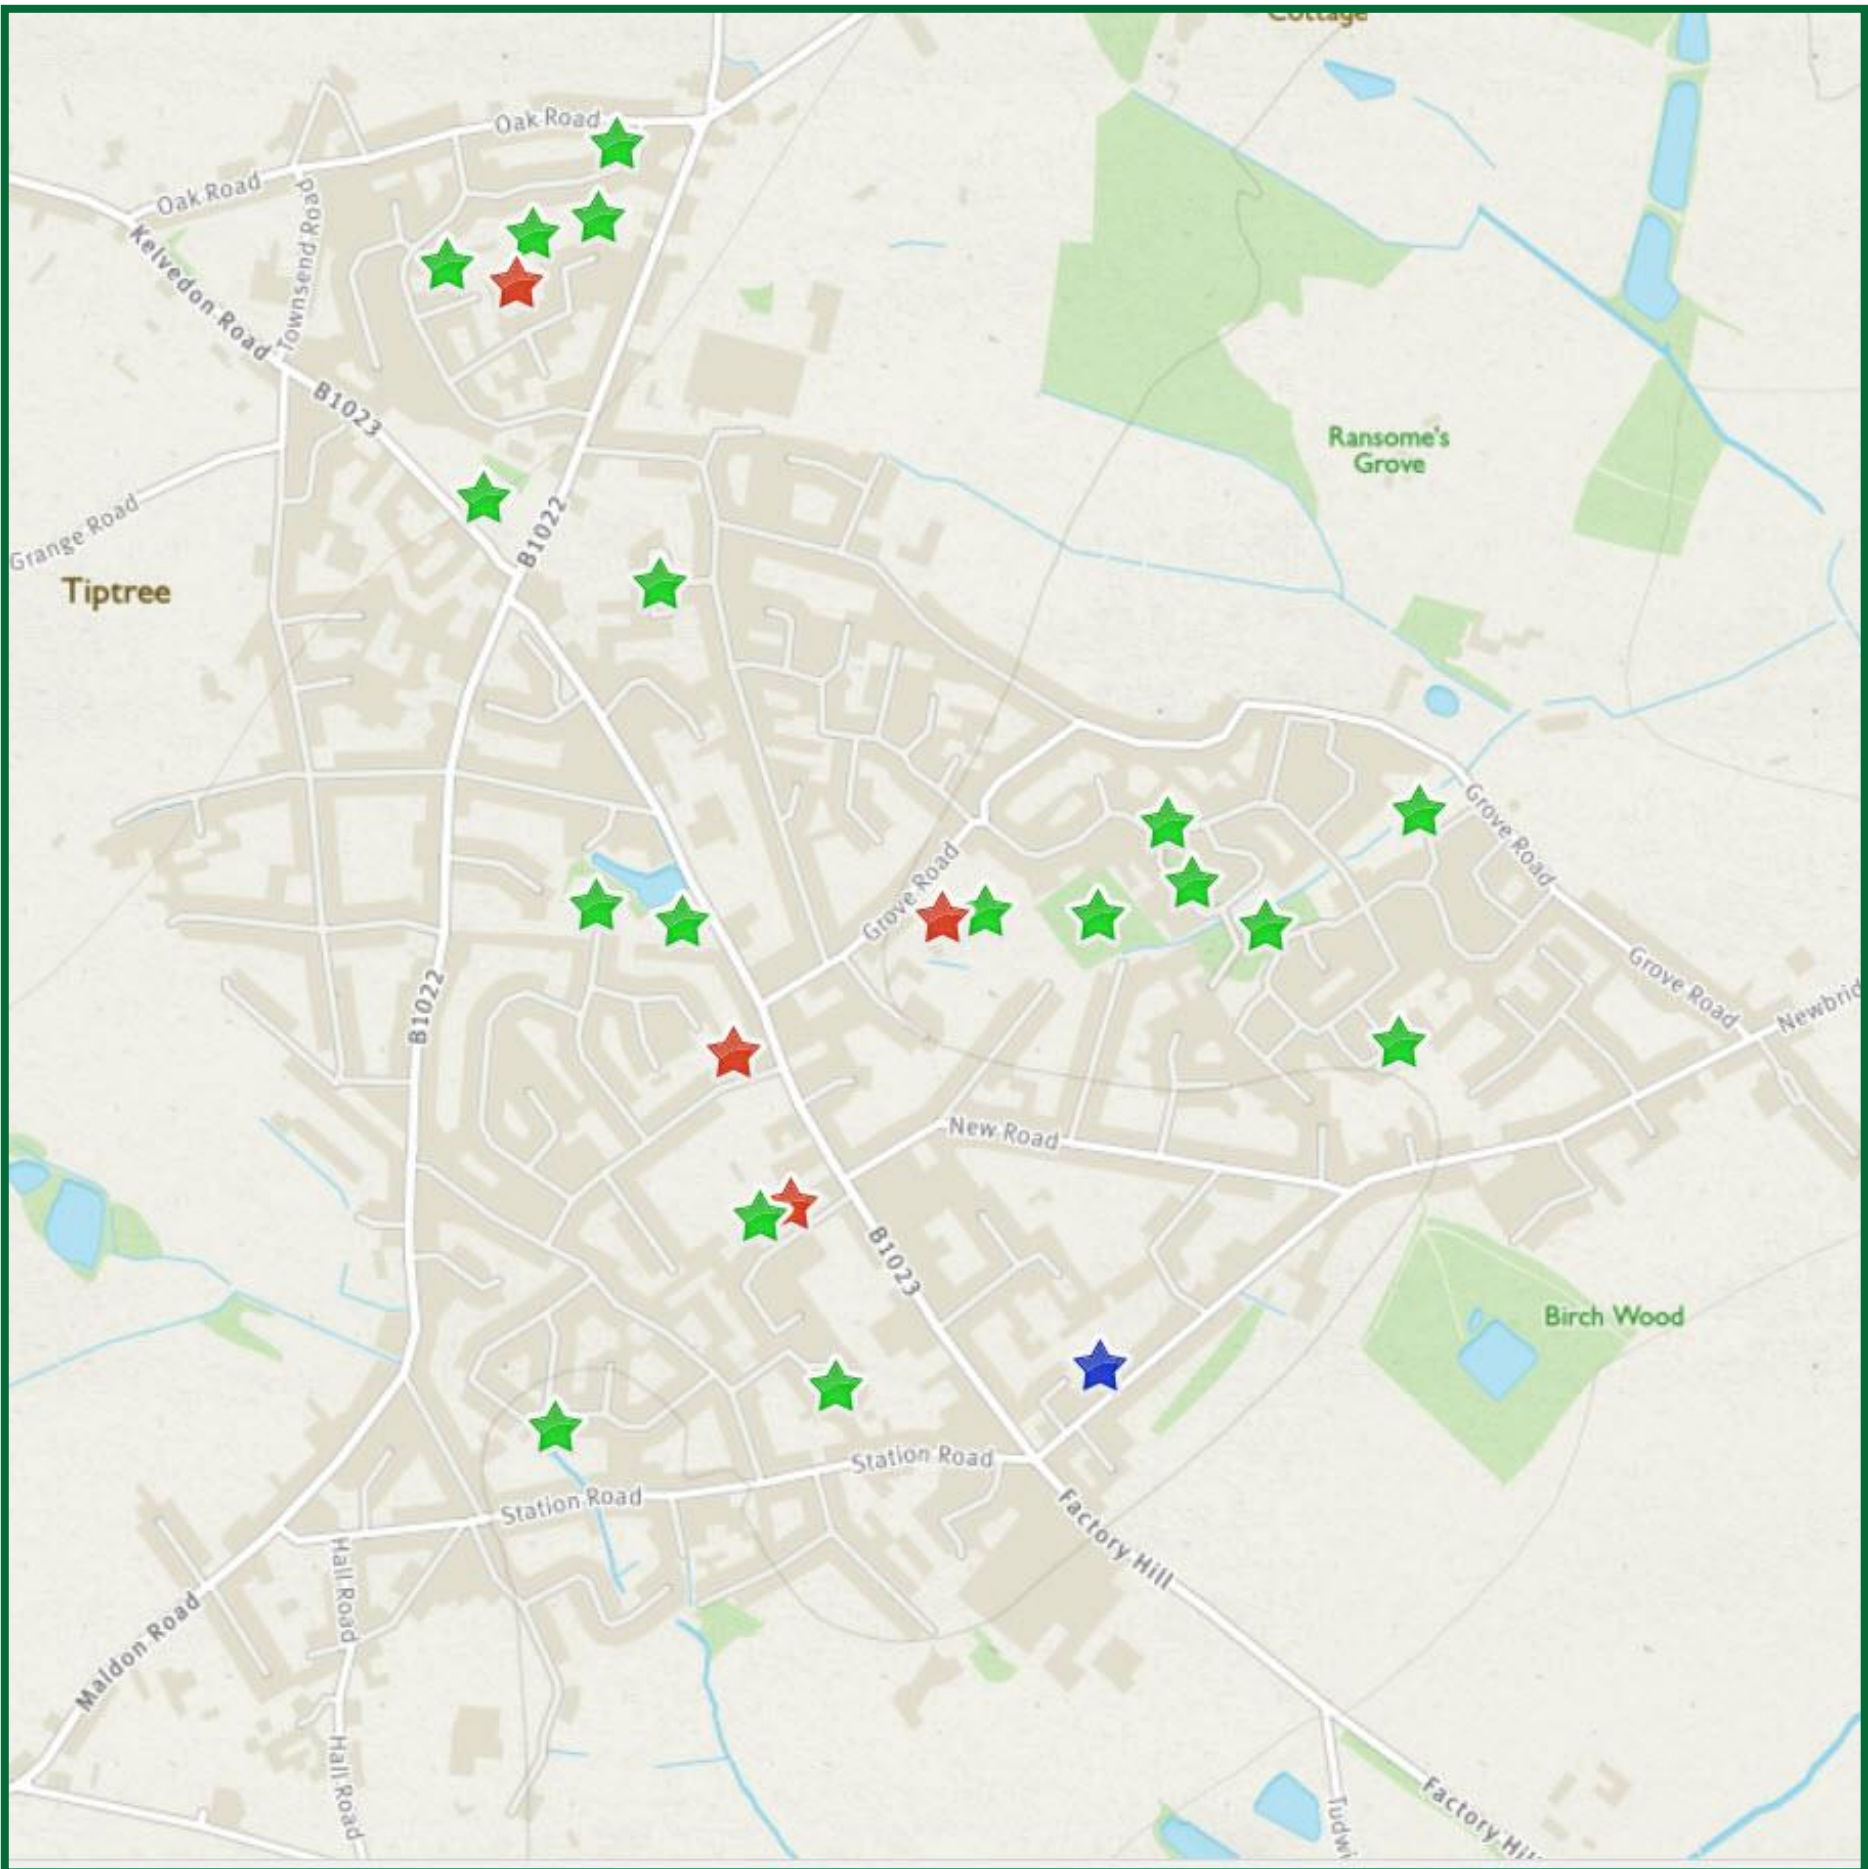 Cottage
Oak Road
Oak Road
Townsend Road
Kelvedon Road
B1023
Ransome's
Grove
Grange Road
B1022
Tiptree
Grove Road
Grove Road
Grove Road
Newbrid
B1022
New Road
B1023
Birch Wood
Station Road
Station Road
Factory Hill
Hall Road
Maldon Road
Hall Road
Factory Hill
Tudwi